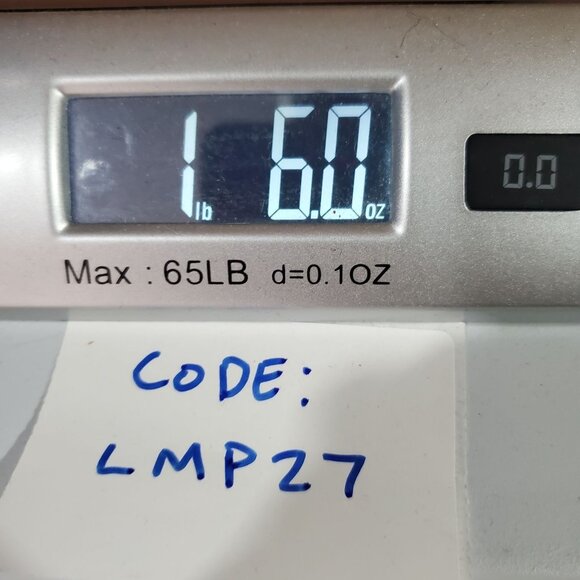 1 lb 6.0 oz
0.0
Max : 65LB d=0.1OZ
CODE:
LMP27